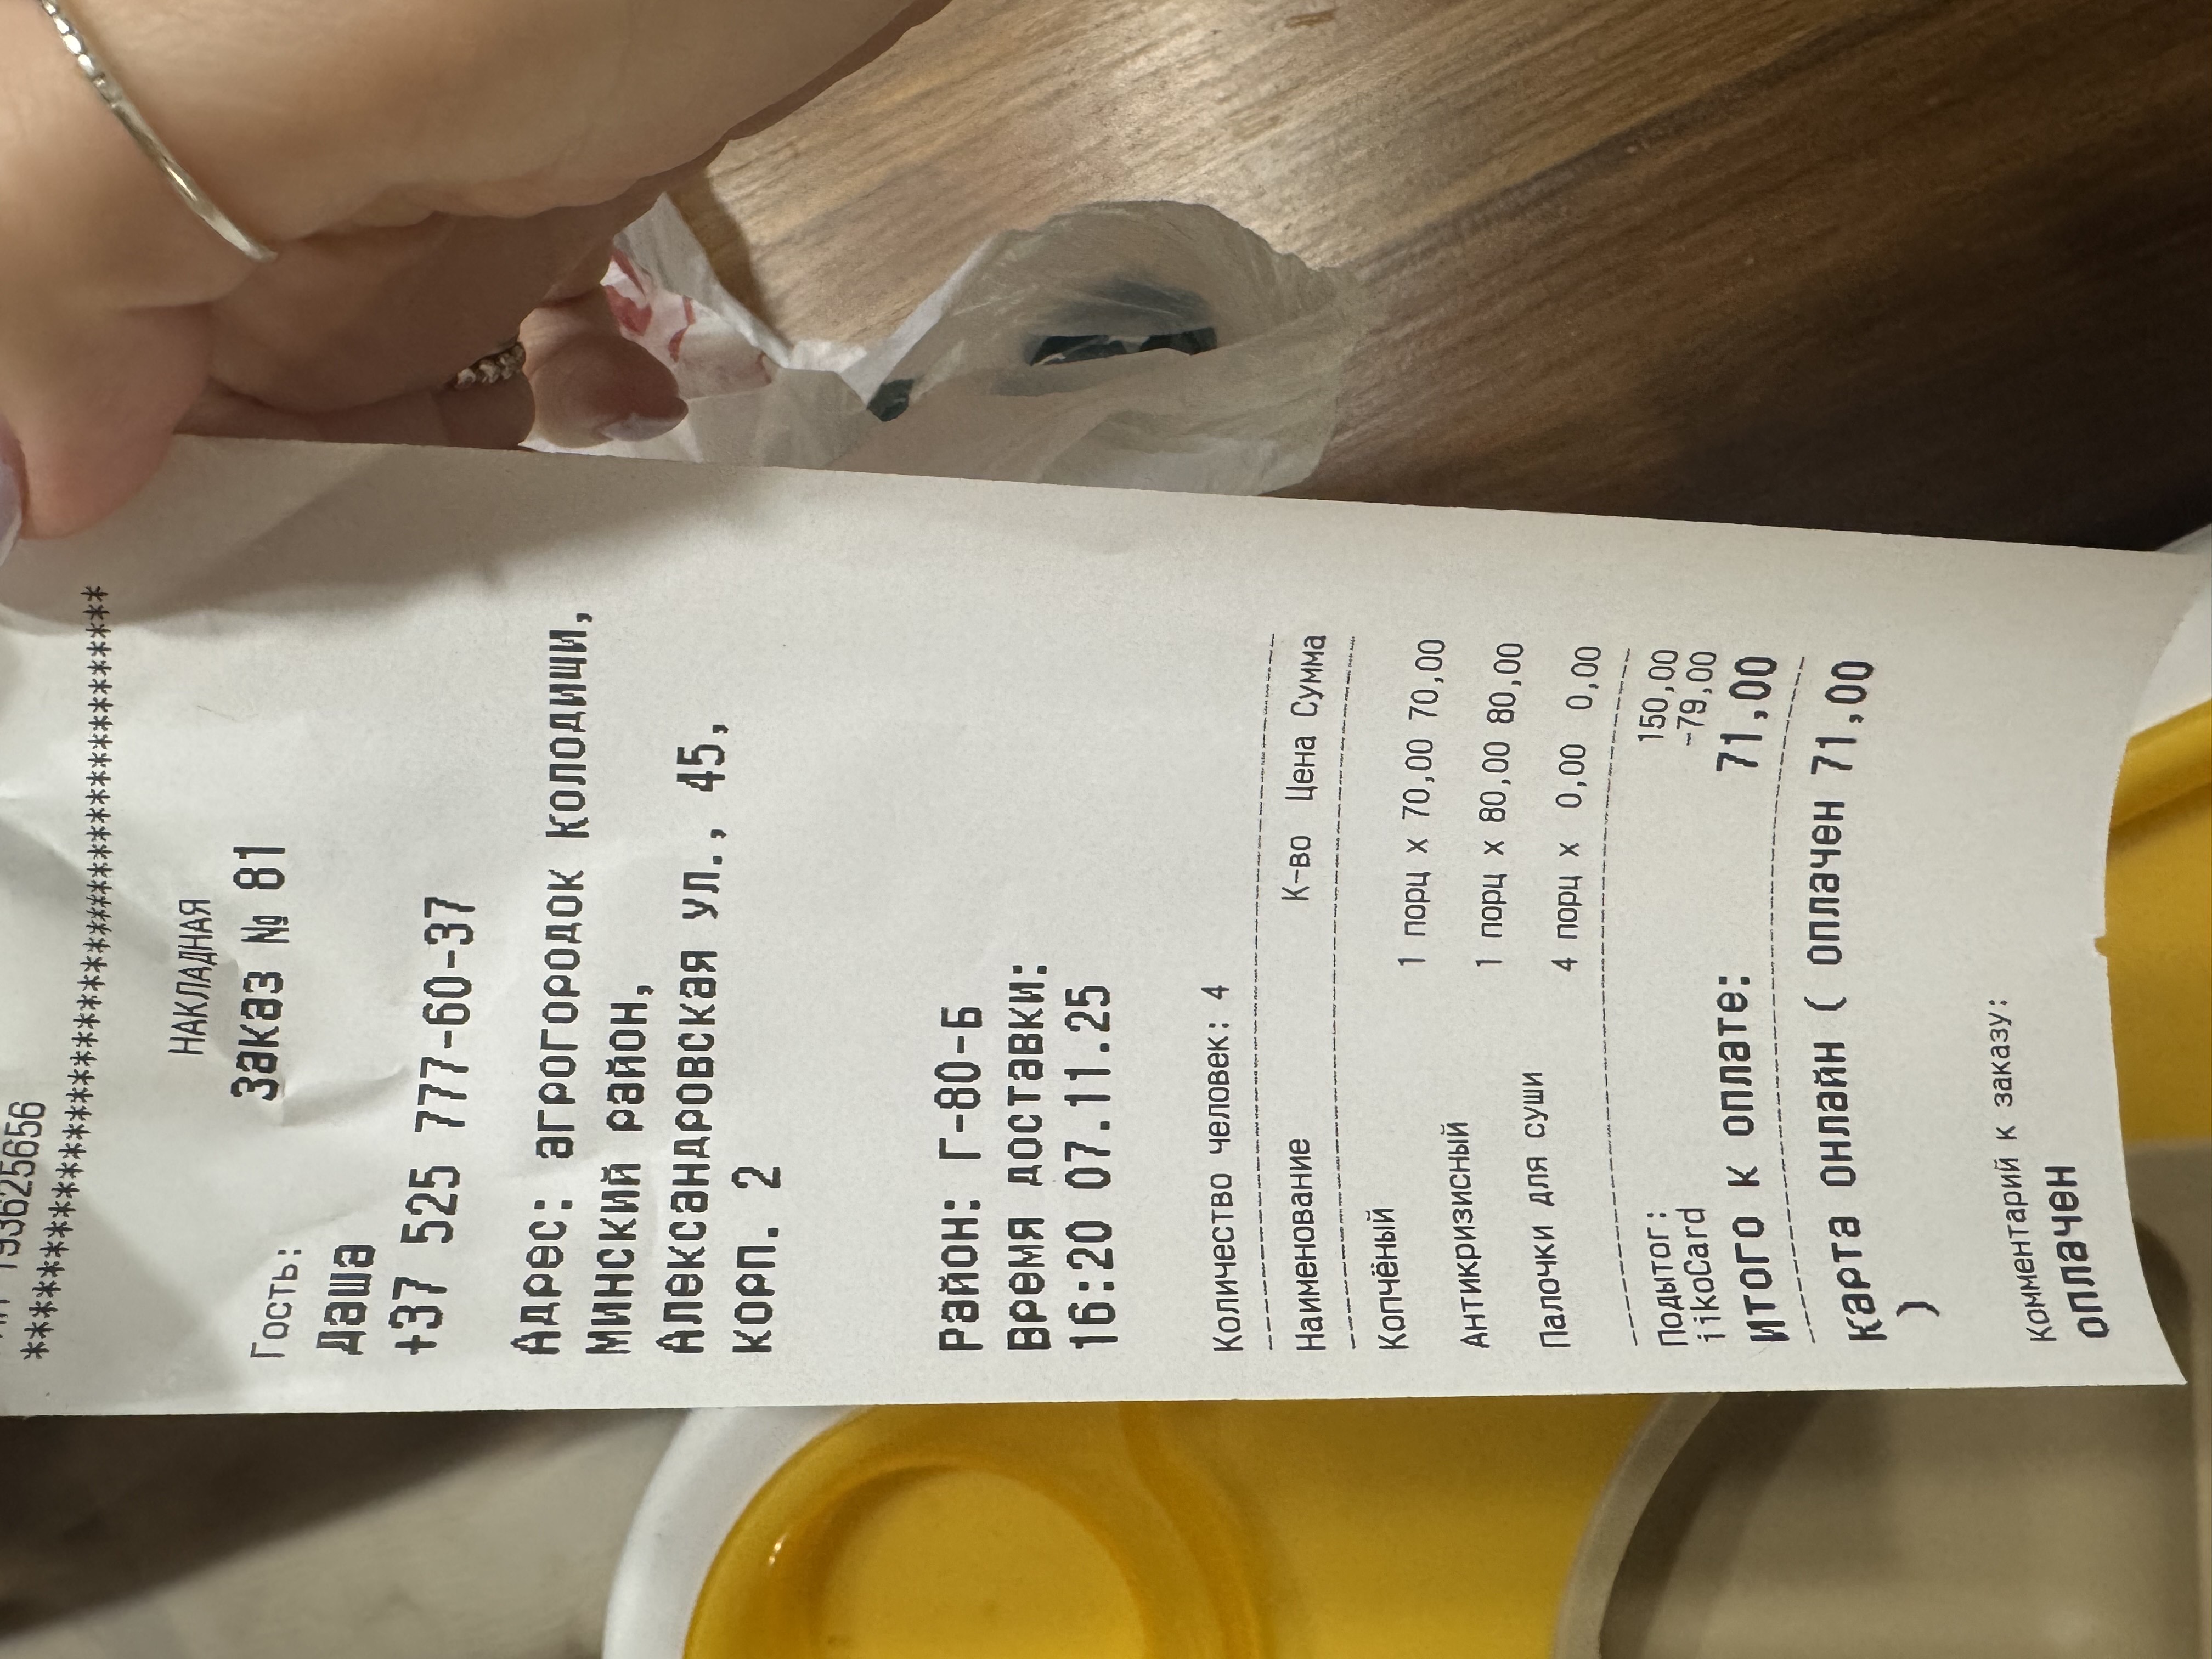 193625656
******************************************
НАКЛАДНАЯ
Заказ № 81
Гость:
Даша
+37 525 777-60-37
Адрес: агрогородок Колодищи,
Минский район,
Александровская ул., 45,
корп. 2
Район: Г-80-Б
Время доставки:
16:20 07.11.25
Количество человек: 4
Наименование К-во Цена Сумма
Копчёный 1 порц x 70,00 70,00
Антикризисный 1 порц x 80,00 80,00
Палочки для суши 4 порц x 0,00 0,00
Подытог: 150,00
iikoCard -79,00
Итого к оплате: 71,00
Карта онлайн ( оплачен 71,00
)
Комментарий к заказу:
оплачен